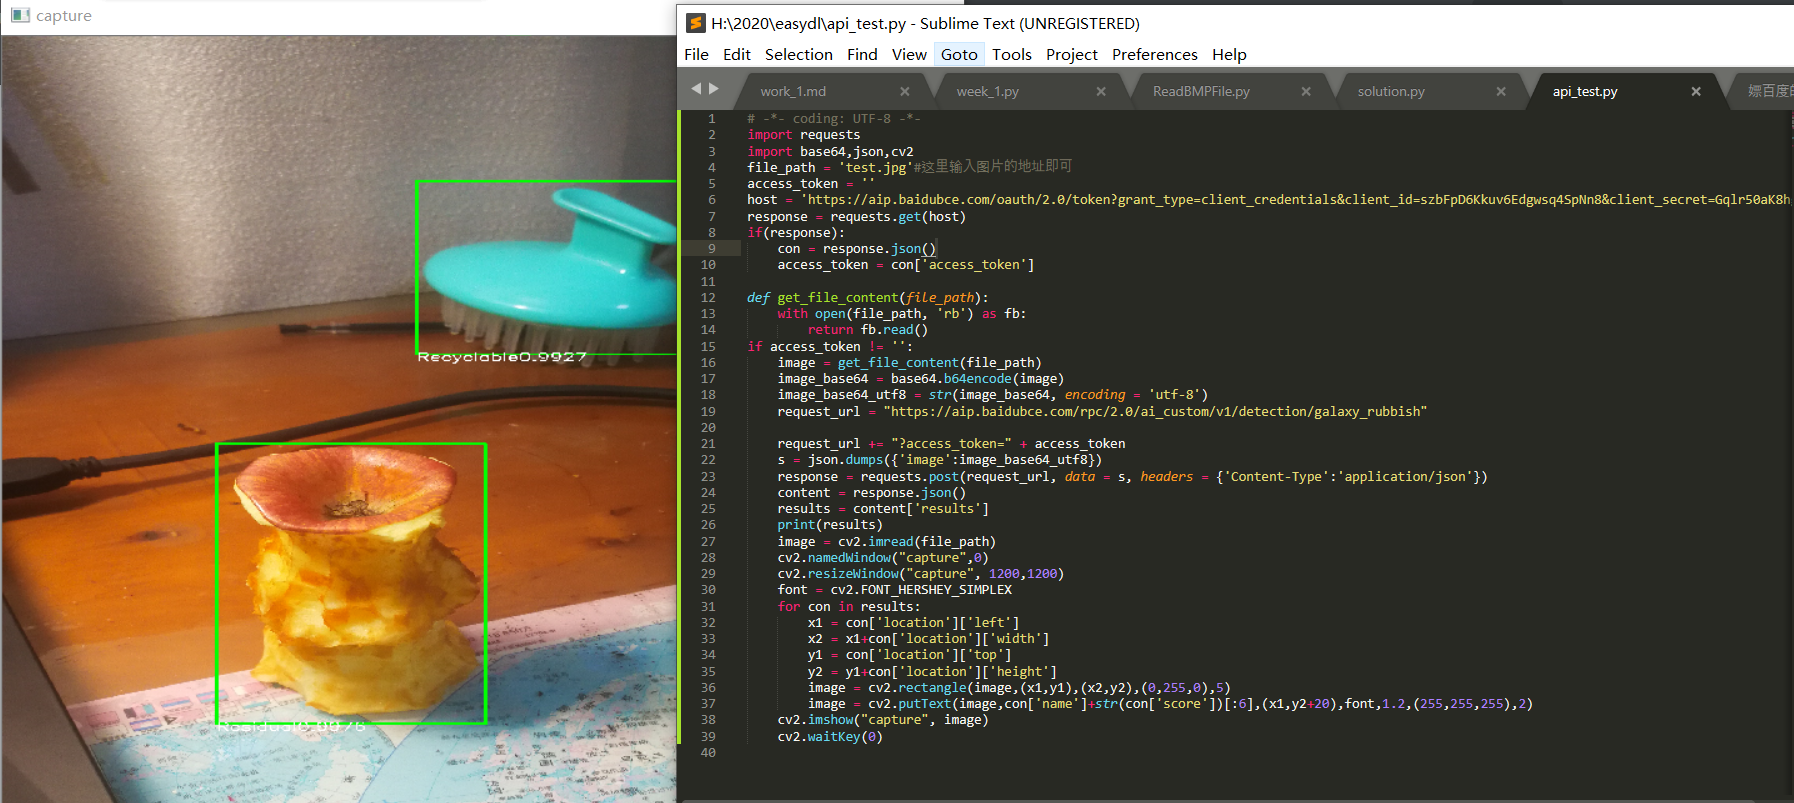 capture
Recyclable0.9927
H:\2020\easydl\api_test.py - Sublime Text (UNREGISTERED)
File Edit Selection Find View Goto Tools Project Preferences Help
work_1.md × week_1.py × ReadBMPFile.py × solution.py × api_test.py × 嫖百度的
1 # -*- coding: UTF-8 -*-
2 import requests
3 import base64,json,cv2
4 file_path = 'test.jpg'#这里输入图片的地址即可
5 access_token = ''
6 host = 'https://aip.baidubce.com/oauth/2.0/token?grant_type=client_credentials&client_id=szbFpD6Kkuv6Edgwsq4SpNn8&client_secret=Gqlr50aK8h
7 response = requests.get(host)
8 if(response):
9 con = response.json()
10 access_token = con['access_token']
11
12 def get_file_content(file_path):
13 with open(file_path, 'rb') as fb:
14 return fb.read()
15 if access_token != '':
16 image = get_file_content(file_path)
17 image_base64 = base64.b64encode(image)
18 image_base64_utf8 = str(image_base64, encoding = 'utf-8')
19 request_url = "https://aip.baidubce.com/rpc/2.0/ai_custom/v1/detection/galaxy_rubbish"
20
21 request_url += "?access_token=" + access_token
22 s = json.dumps({'image':image_base64_utf8})
23 response = requests.post(request_url, data = s, headers = {'Content-Type':'application/json'})
24 content = response.json()
25 results = content['results']
26 print(results)
27 image = cv2.imread(file_path)
28 cv2.namedWindow("capture",0)
29 cv2.resizeWindow("capture", 1200,1200)
30 font = cv2.FONT_HERSHEY_SIMPLEX
31 for con in results:
32 x1 = con['location']['left']
33 x2 = x1+con['location']['width']
34 y1 = con['location']['top']
35 y2 = y1+con['location']['height']
36 image = cv2.rectangle(image,(x1,y1),(x2,y2),(0,255,0),5)
37 image = cv2.putText(image,con['name']+str(con['score'])[:6],(x1,y2+20),font,1.2,(255,255,255),2)
38 cv2.imshow("capture", image)
39 cv2.waitKey(0)
40